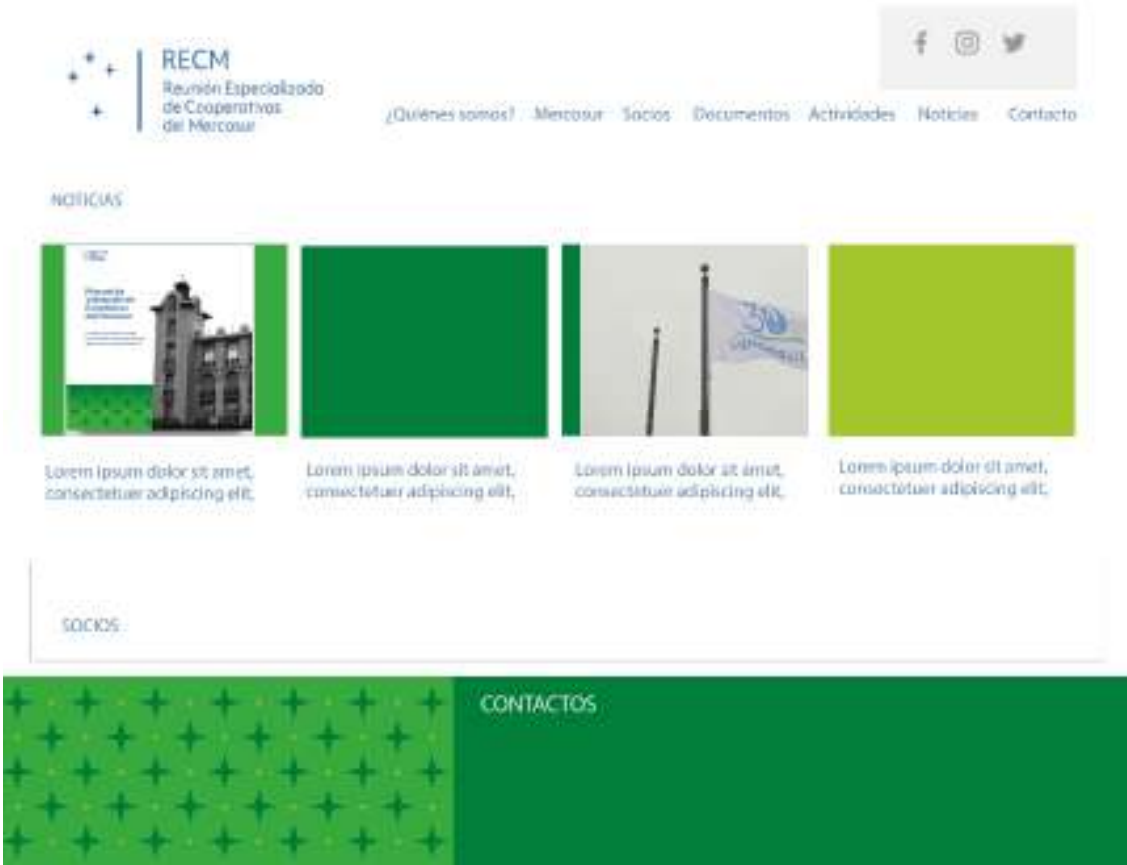 RECM
Reunión Especializada
de Cooperativas
del Mercosur
¿Quiénes somos? Mercosur Socios Documentos Actividades Noticias Contacto
NOTICIAS
30
Lorem ipsum dolor sit amet,
consectetuer adipiscing elit,
Lorem ipsum dolor sit amet,
consectetuer adipiscing elit,
Lorem ipsum dolor sit amet,
consectetuer adipiscing elit,
Lorem ipsum dolor sit amet,
consectetuer adipiscing elit,
SOCIOS
CONTACTOS